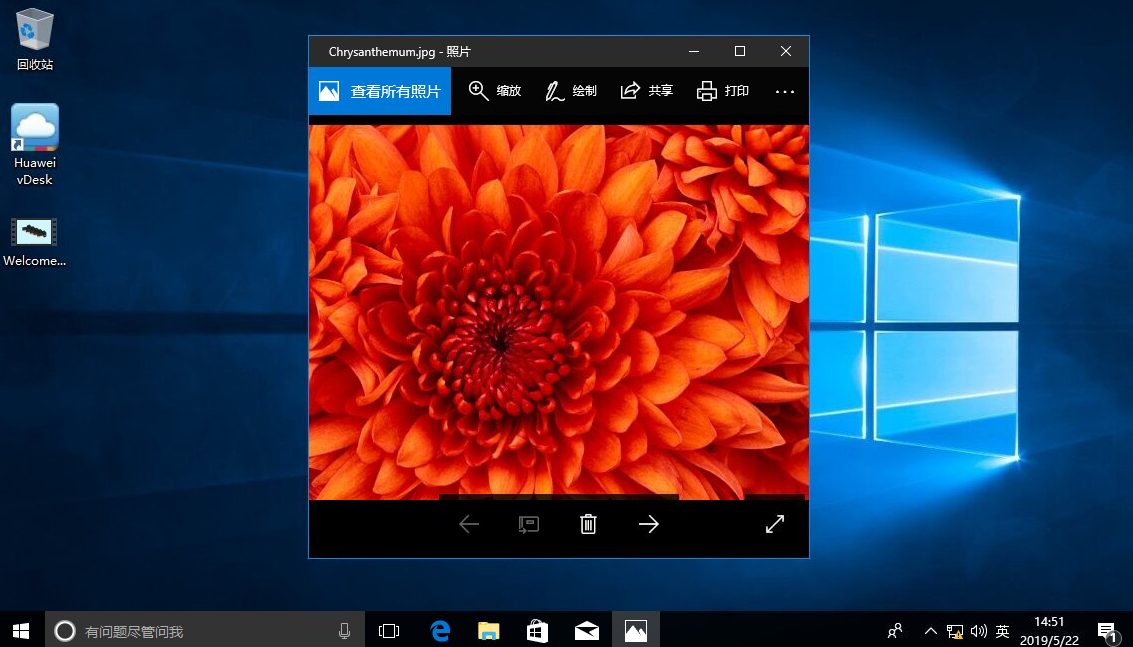 回收站
Huawei
vDesk
Welcome...
Chrysanthemum.jpg - 照片
查看所有照片
缩放
绘制
共享
打印
有问题尽管问我
英
14:51
2019/5/22
1